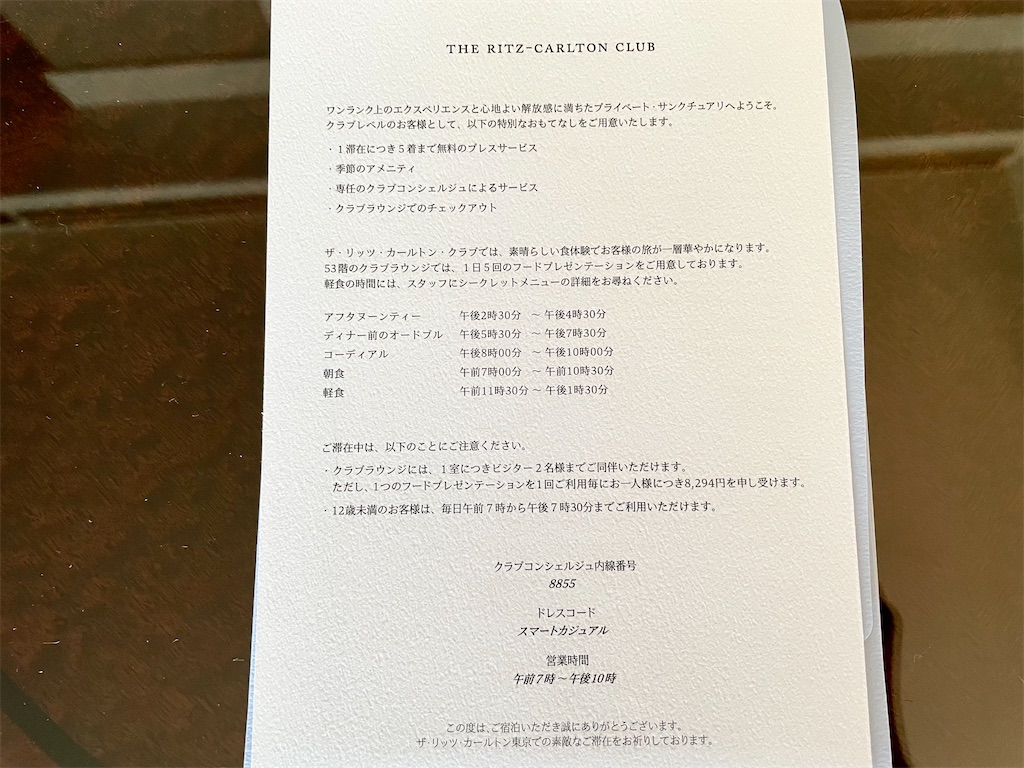 THE RITZ-CARLTON CLUB
ワンランク上のエクスペリエンスと心地よい解放感に満ちたプライベート・サンクチュアリへようこそ。
クラブレベルのお客様として、以下の特別なおもてなしをご用意いたします。
・1滞在につき5着まで無料のプレスサービス
・季節のアメニティ
・専任のクラブコンシェルジュによるサービス
・クラブラウンジでのチェックアウト
ザ・リッツ・カールトン・クラブでは、素晴らしい食体験でお客様の旅が一層華やかになります。
53階のクラブラウンジでは、1日5回のフードプレゼンテーションをご用意しております。
軽食の時間には、スタッフにシークレットメニューの詳細をお尋ねください。
アフタヌーンティー 午後2時30分 ～ 午後4時30分
ディナー前のオードブル 午後5時30分 ～ 午後7時30分
コーディアル 午後8時00分 ～ 午後10時00分
朝食 午前7時00分 ～ 午前10時30分
軽食 午前11時30分 ～ 午後1時30分
ご滞在中は、以下のことにご注意ください。
・クラブラウンジには、1室につきビジター2名様までご同伴いただけます。
ただし、1つのフードプレゼンテーションを1回ご利用毎にお一人様につき8,294円を申し受けます。
・12歳未満のお客様は、毎日午前7時から午後7時30分までご利用いただけます。
クラブコンシェルジュ内線番号
8855
ドレスコード
スマートカジュアル
営業時間
午前7時～午後10時
この度は、ご宿泊いただき誠にありがとうございます。
ザ・リッツ・カールトン東京での素敵なご滞在をお祈りしております。